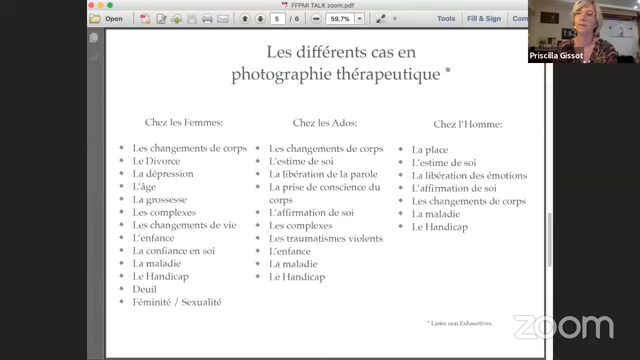 FFPMI TALK zoom.pdf
5 / 6
59,7%
Tools
Fill & Sign
Comment
Priscilla Gissot
Les différents cas en
photographie thérapeutique *
Chez les Femmes:
Les changements de corps
Le Divorce
La dépression
L'âge
La grossesse
Les complexes
Les changements de vie
L'enfance
La confiance en soi
La maladie
Le Handicap
Deuil
Féminité / Sexualité
Chez les Ados:
Les changements de corps
L'estime de soi
La libération de la parole
La prise de conscience du
corps
L'affirmation de soi
Les complexes
Les traumatismes violents
L'enfance
La maladie
Le Handicap
Chez l'Homme:
La place
L'estime de soi
La libération des émotions
L'affirmation de soi
Les changements de corps
La maladie
Le Handicap
* Listes non Exhaustives
zoom